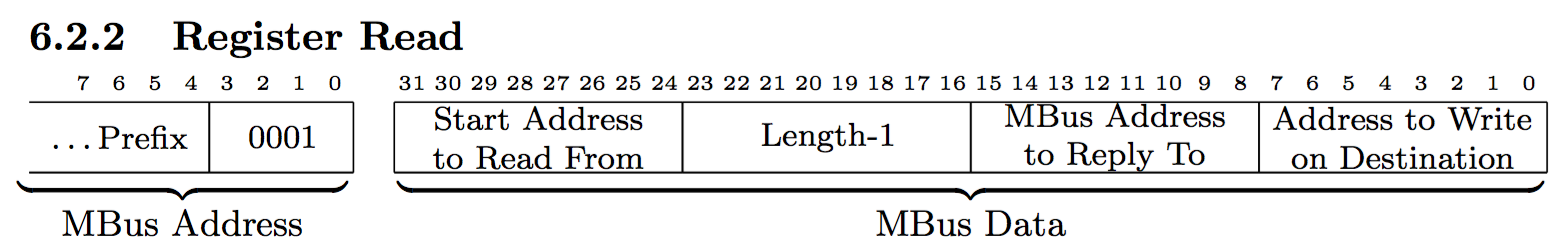 6.2.2 Register Read
7 6 5 4 3 2 1 0 31 30 29 28 27 26 25 24 23 22 21 20 19 18 17 16 15 14 13 12 11 10 9 8 7 6 5 4 3 2 1 0
...Prefix 0001
Start Address
to Read From
Length-1
MBus Address
to Reply To
Address to Write
on Destination
MBus Address
MBus Data